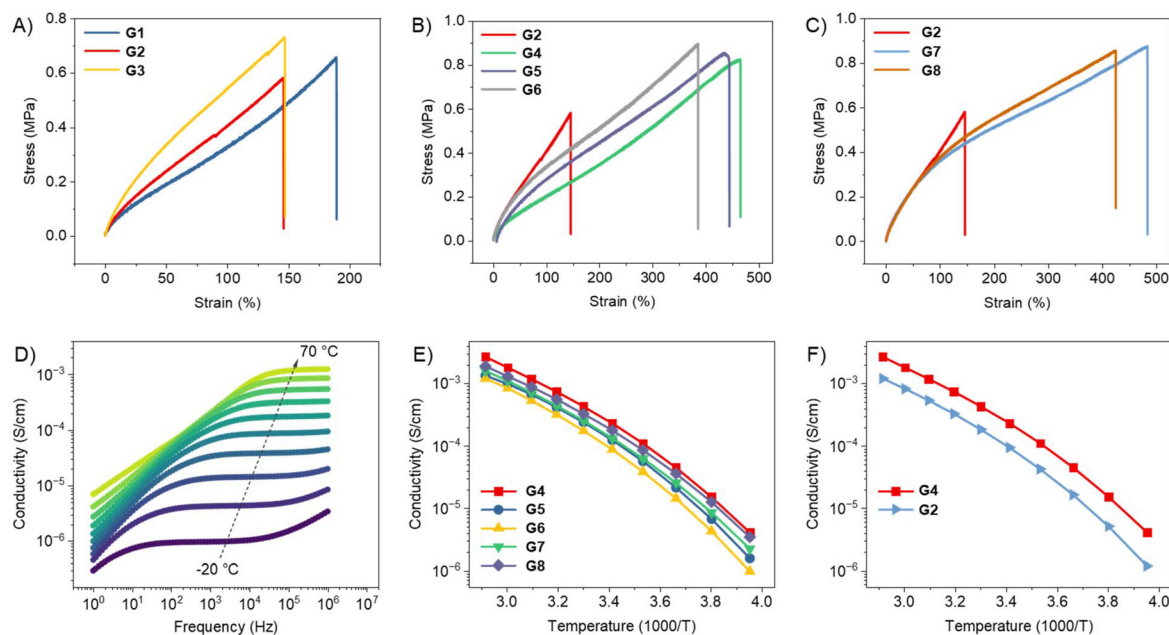 A)
G1
G2
G3
Stress (MPa)
0.8
0.6
0.4
0.2
0.0
0 50 100 150 200
Strain (%)
B)
G2
G4
G5
G6
Stress (MPa)
1.0
0.8
0.6
0.4
0.2
0.0
0 100 200 300 400 500
Strain (%)
C)
G2
G7
G8
Stress (MPa)
1.0
0.8
0.6
0.4
0.2
0.0
0 100 200 300 400 500
Strain (%)
D)
70 °C
-20 °C
Conductivity (S/cm)
10⁻³
10⁻⁴
10⁻⁵
10⁻⁶
10⁰ 10¹ 10² 10³ 10⁴ 10⁵ 10⁶ 10⁷
Frequency (Hz)
E)
Conductivity (S/cm)
10⁻³
10⁻⁴
10⁻⁵
10⁻⁶
G4
G5
G6
G7
G8
3.0 3.2 3.4 3.6 3.8 4.0
Temperature (1000/T)
F)
Conductivity (S/cm)
10⁻³
10⁻⁴
10⁻⁵
10⁻⁶
G4
G2
3.0 3.2 3.4 3.6 3.8 4.0
Temperature (1000/T)